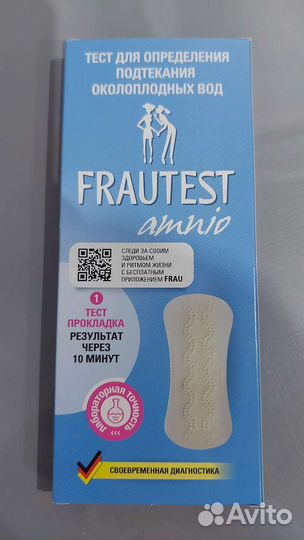 ТЕСТ ДЛЯ ОПРЕДЕЛЕНИЯ
ПОДТЕКАНИЯ
ОКОЛОПЛОДНЫХ ВОД
FRAUTEST
amnio
СЛЕДИ ЗА СВОИМ
ЗДОРОВЬЕМ
И РИТМОМ ЖИЗНИ
С БЕСПЛАТНЫМ
ПРИЛОЖЕНИЕМ FRAU
1
ТЕСТ
ПРОКЛАДКА
РЕЗУЛЬТАТ
ЧЕРЕЗ
10 МИНУТ
лабораторная точность
СВОЕВРЕМЕННАЯ ДИАГНОСТИКА
Avito